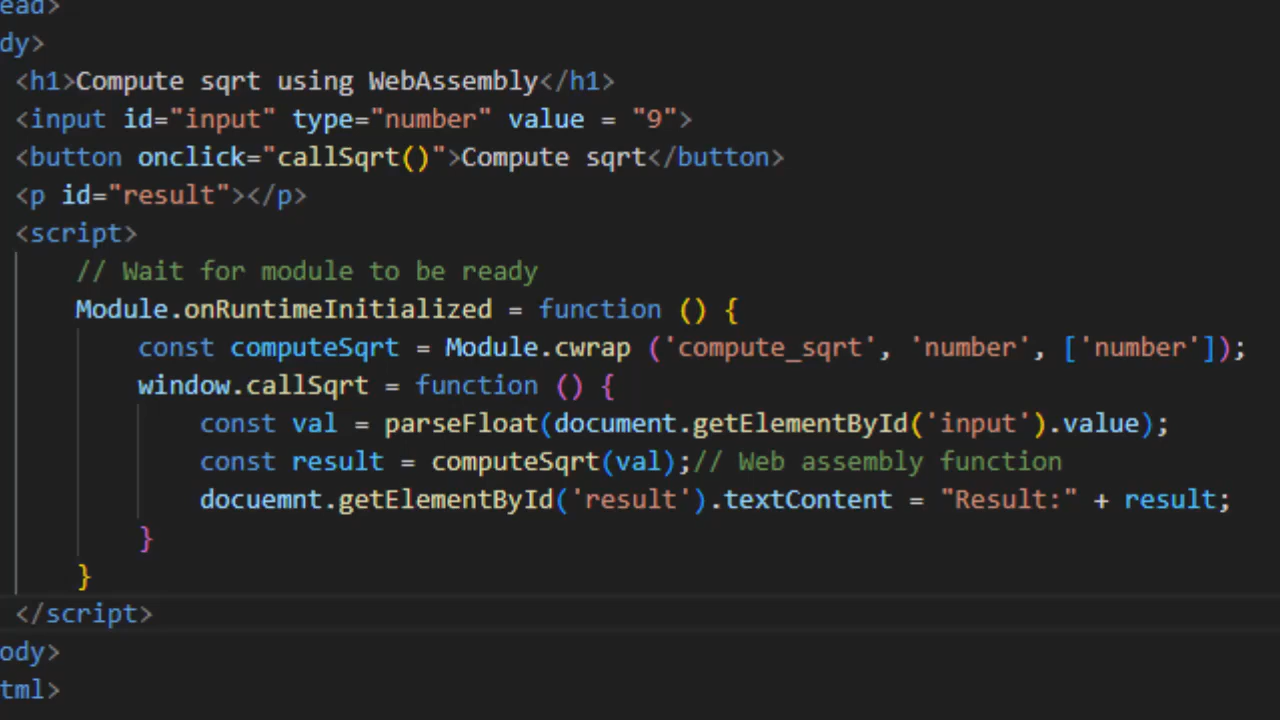 ead>
dy>
<h1>Compute sqrt using WebAssembly</h1>
<input id="input" type="number" value = "9">
<button onclick="callSqrt()">Compute sqrt</button>
<p id="result"></p>
<script>
// Wait for module to be ready
Module.onRuntimeInitialized = function () {
const computeSqrt = Module.cwrap ('compute_sqrt', 'number', ['number']);
window.callSqrt = function () {
const val = parseFloat(document.getElementById('input').value);
const result = computeSqrt(val);// Web assembly function
docuemnt.getElementById('result').textContent = "Result:" + result;
}
}
</script>
ody>
tml>